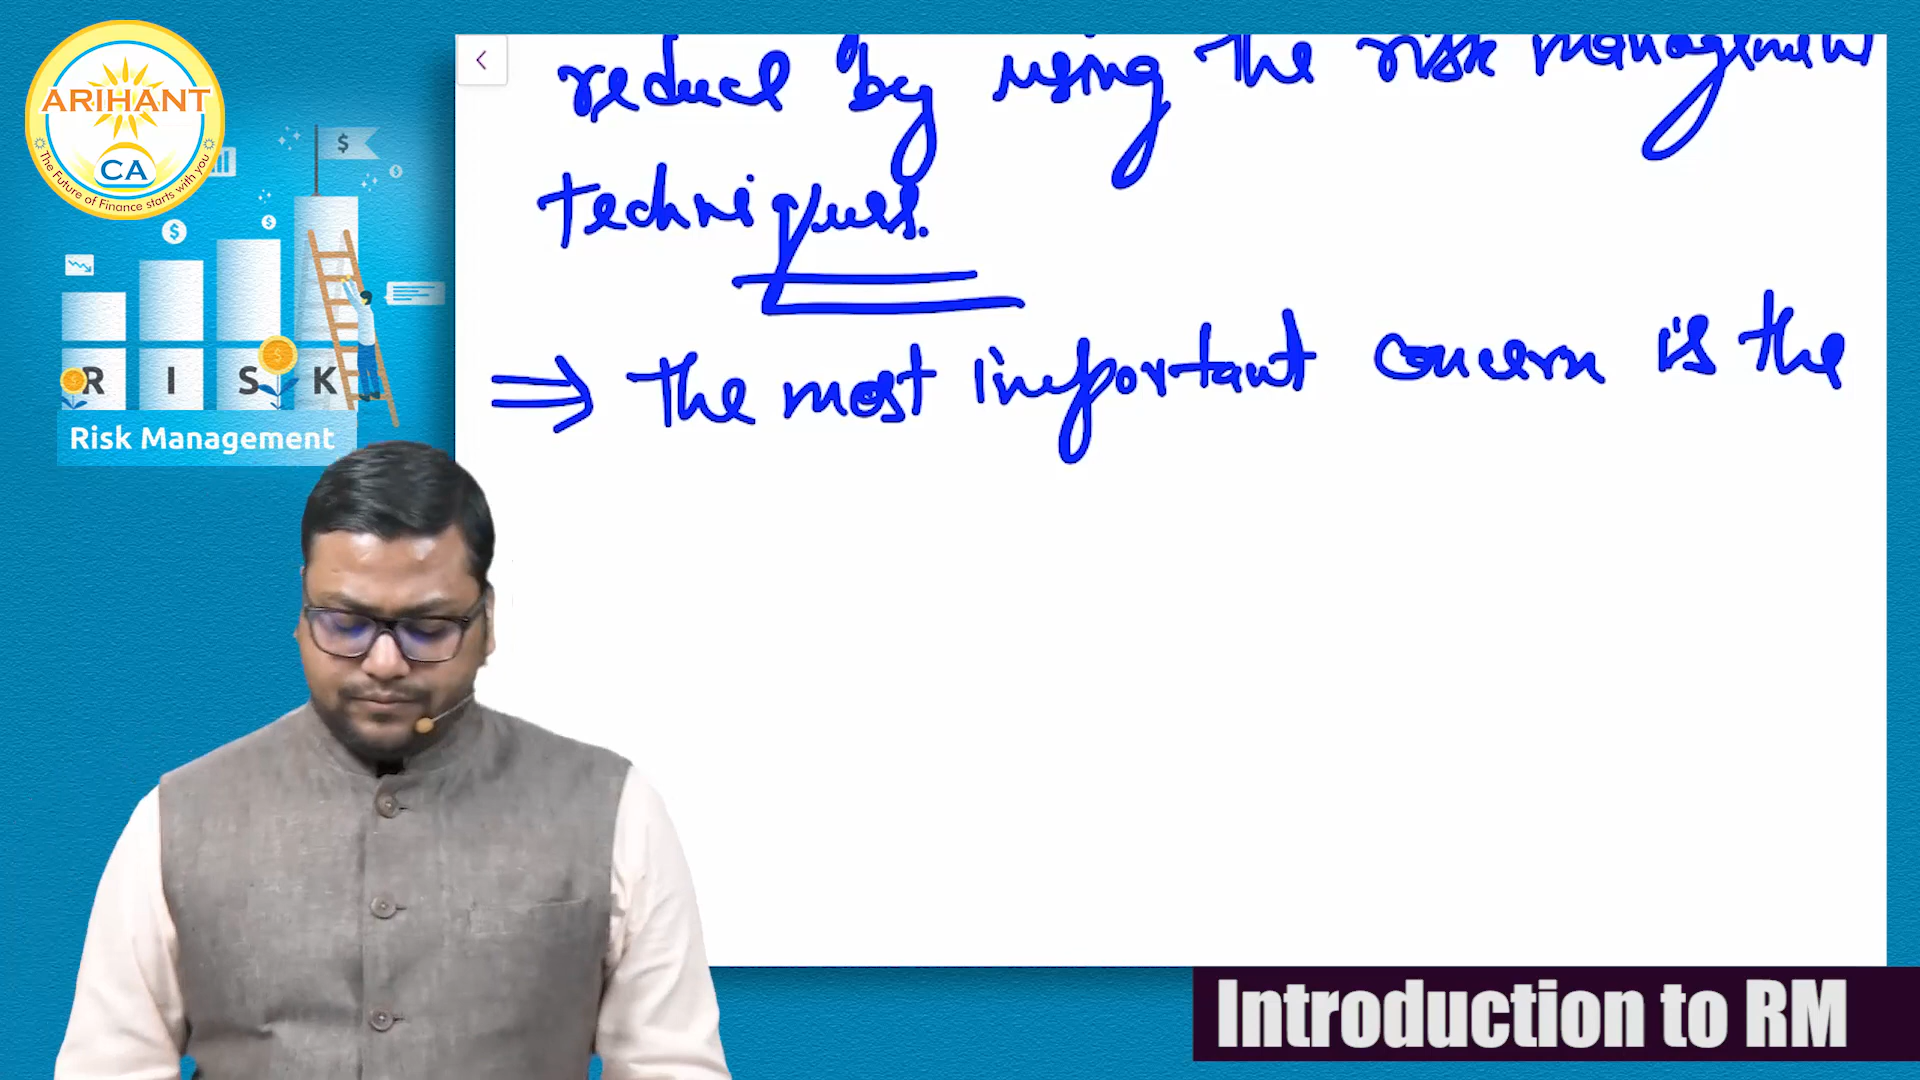 ARIHANT
CA
The Future of Finance starts with you
$
$
$
$
$
R I S K
Risk Management
reduce by using the risk management
techniques.
⇒ The most important concern is the
Introduction to RM